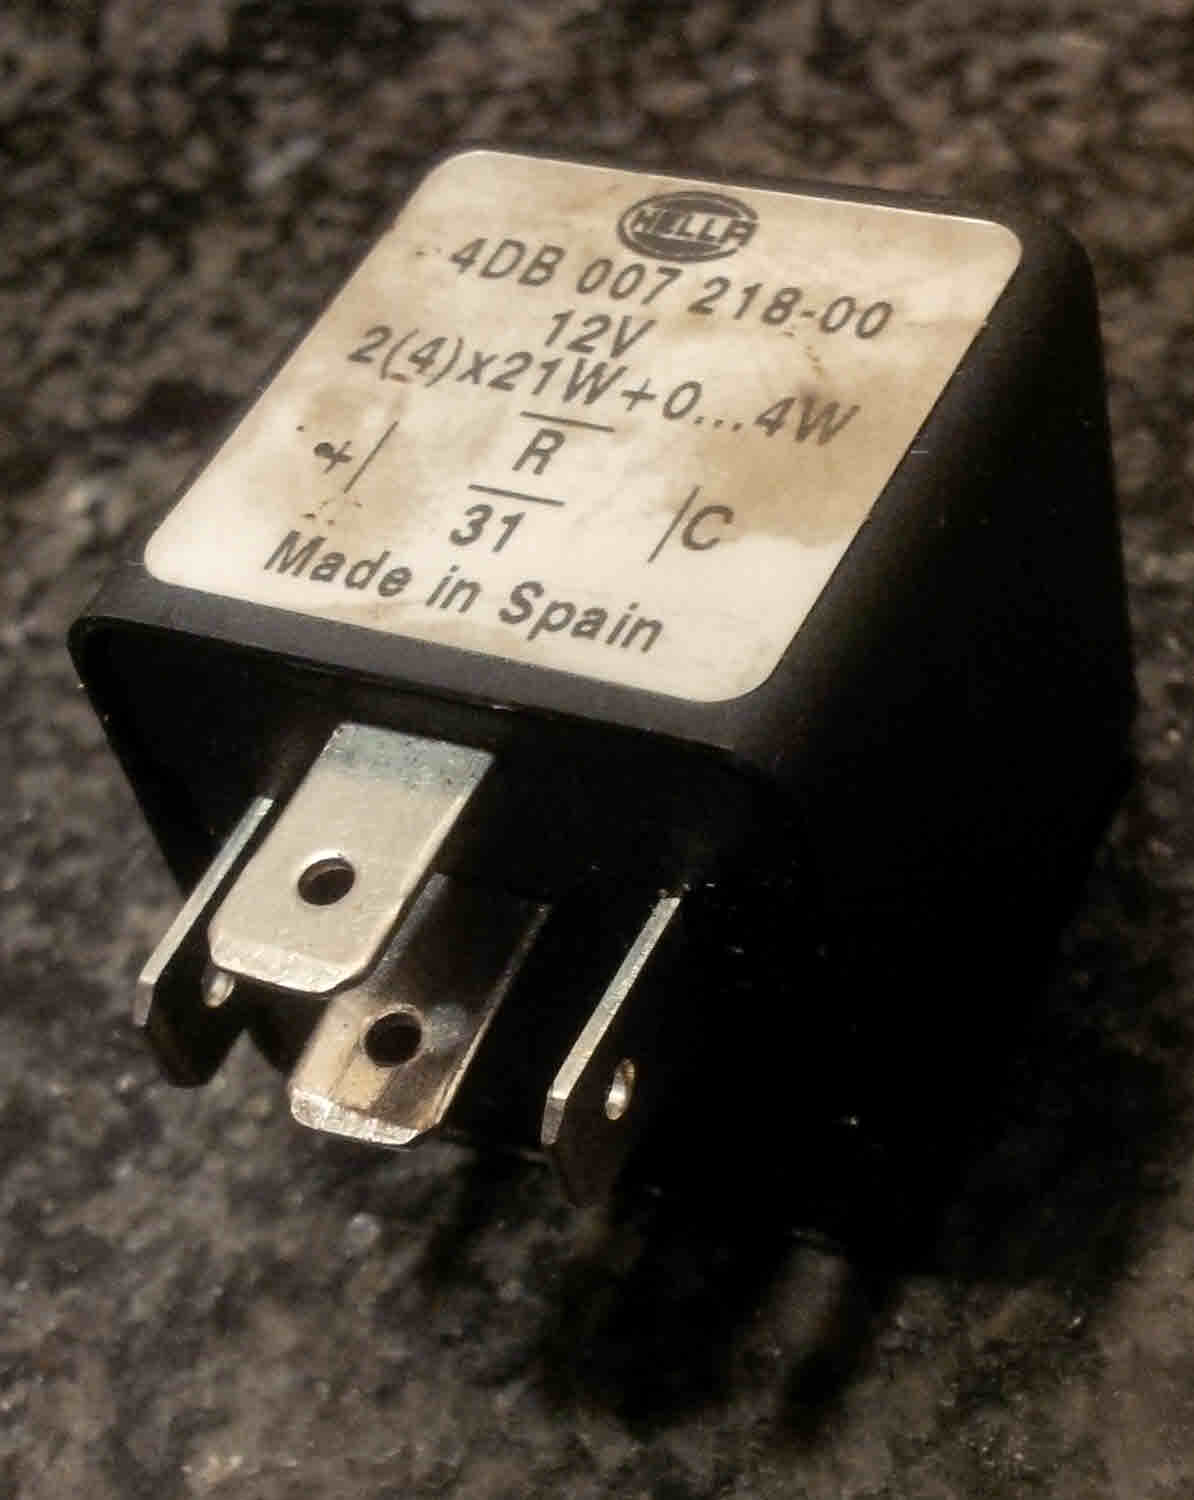 HELLA
4DB 007 218-00
12V
2(4)x21W+0...4W
R
+
31
C
Made in Spain